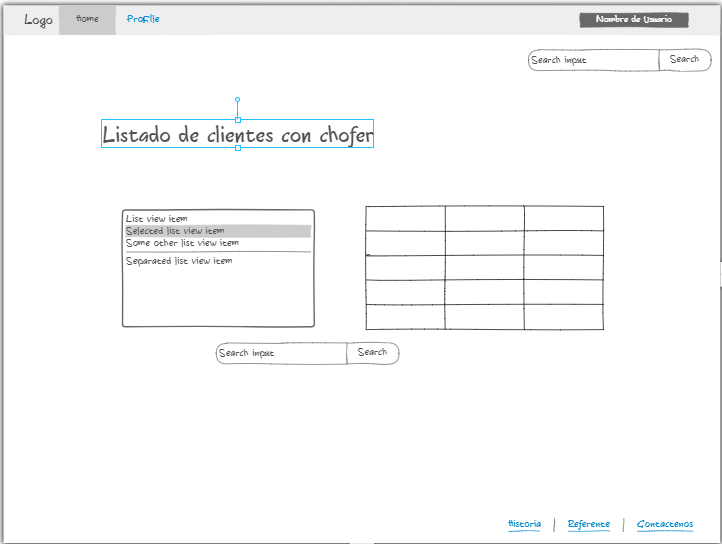 Logo Home Profile Nombre de Usuario
Search input Search
Listado de clientes con chofer
List view item
Selected list view item
Some other list view item
Separated list view item
Search input Search
Historia Referente Contactenos